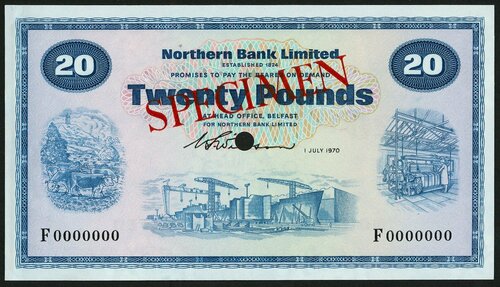 20
Northern Bank Limited
20
ESTABLISHED 1824
PROMISES TO PAY THE BEARER ON DEMAND
Twenty Pounds
SPECIMEN
AT HEAD OFFICE, BELFAST
FOR NORTHERN BANK LIMITED
1 JULY 1970
F0000000
F0000000